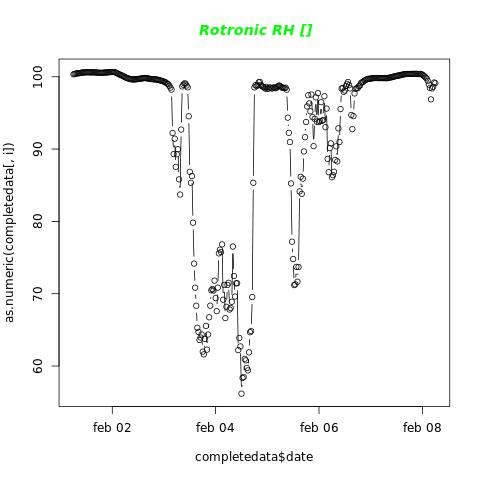 Rotronic RH []
as.numeric(completedata[, i])
100
90
80
70
60
feb 02
feb 04
feb 06
feb 08
completedata$date